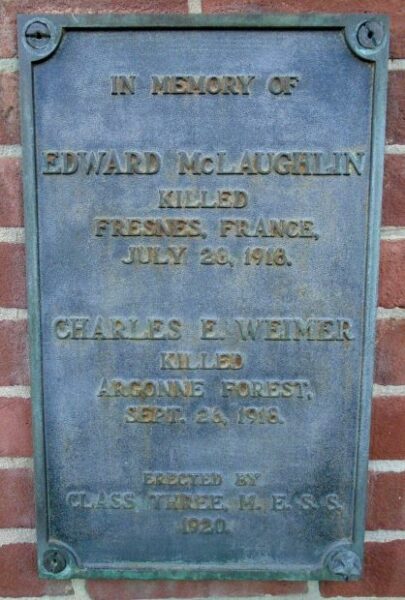 IN MEMORY OF
EDWARD McLAUGHLIN
KILLED
FRESNES, FRANCE,
JULY 28, 1918.
CHARLES E. WEIMER
KILLED
ARGONNE FOREST,
SEPT. 26, 1918.
ERECTED BY
CLASS THREE, M. E. S. S.
1920.